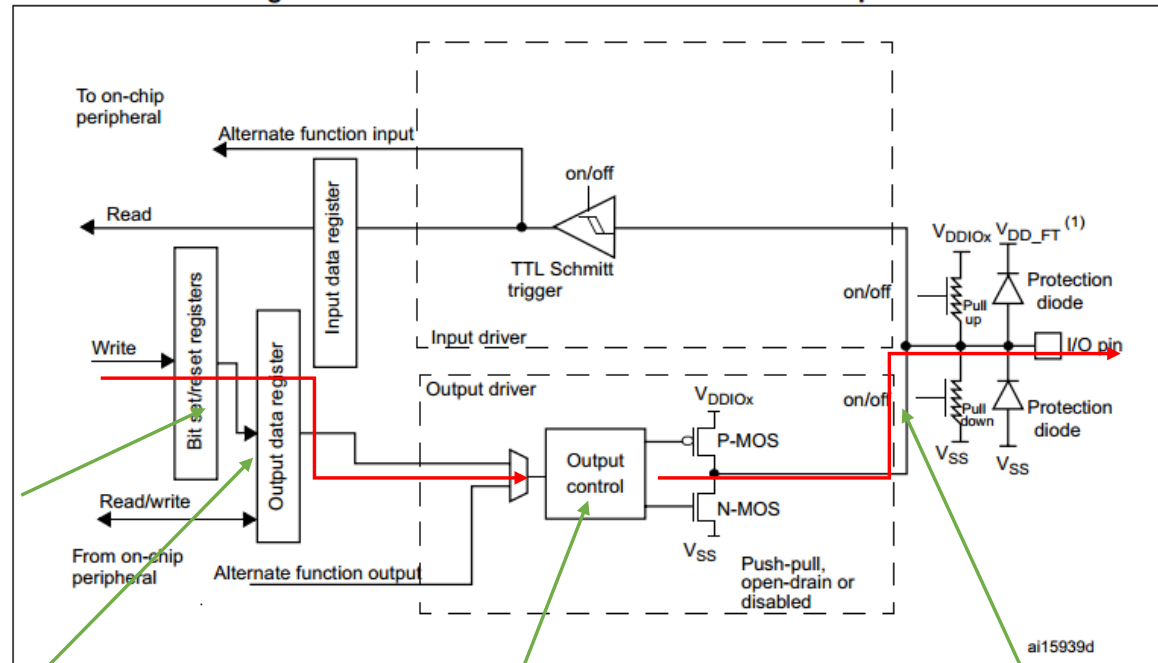 To on-chip
peripheral
Alternate function input
on/off
Read
Input data register
TTL Schmitt
trigger
Input driver
VDDIOx VDD_FT (1)
on/off
Pull
up
Protection
diode
Bit set/reset registers
Write
I/O pin
Output data register
Output driver
VDDIOx
on/off
P-MOS
Output
control
N-MOS
VSS
Pull
down
VSS
Protection
diode
VSS
Read/write
From on-chip
peripheral
Alternate function output
Push-pull,
open-drain or
disabled
ai15939d